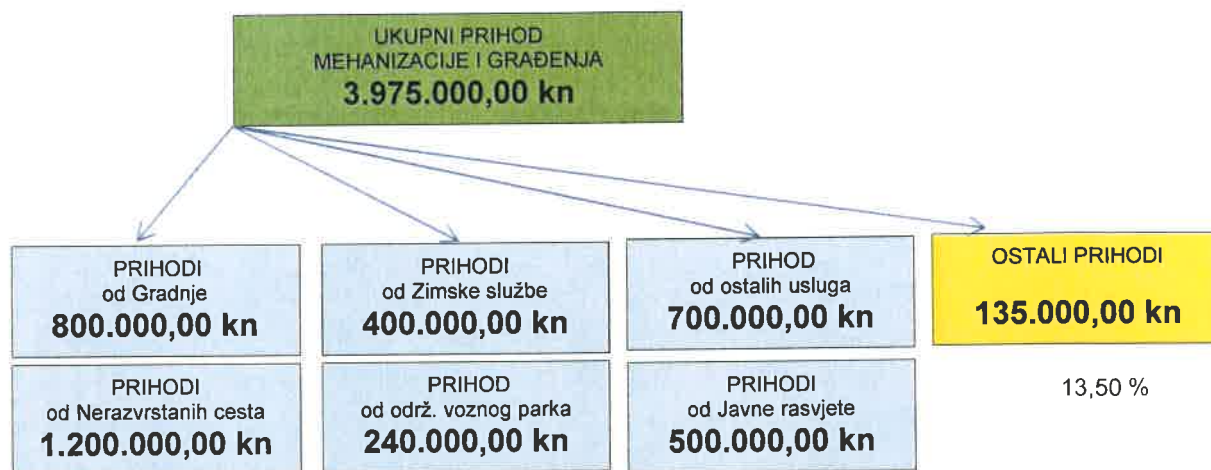 UKUPNI PRIHOD
MEHANIZACIJE I GRAĐENJA
3.975.000,00 kn
PRIHODI
od Gradnje
800.000,00 kn
PRIHODI
od Zimske službe
400.000,00 kn
PRIHOD
od ostalih usluga
700.000,00 kn
OSTALI PRIHODI
135.000,00 kn
PRIHODI
od Nerazvrstanih cesta
1.200.000,00 kn
PRIHOD
od održ. voznog parka
240.000,00 kn
PRIHODI
od Javne rasvjete
500.000,00 kn
13,50 %